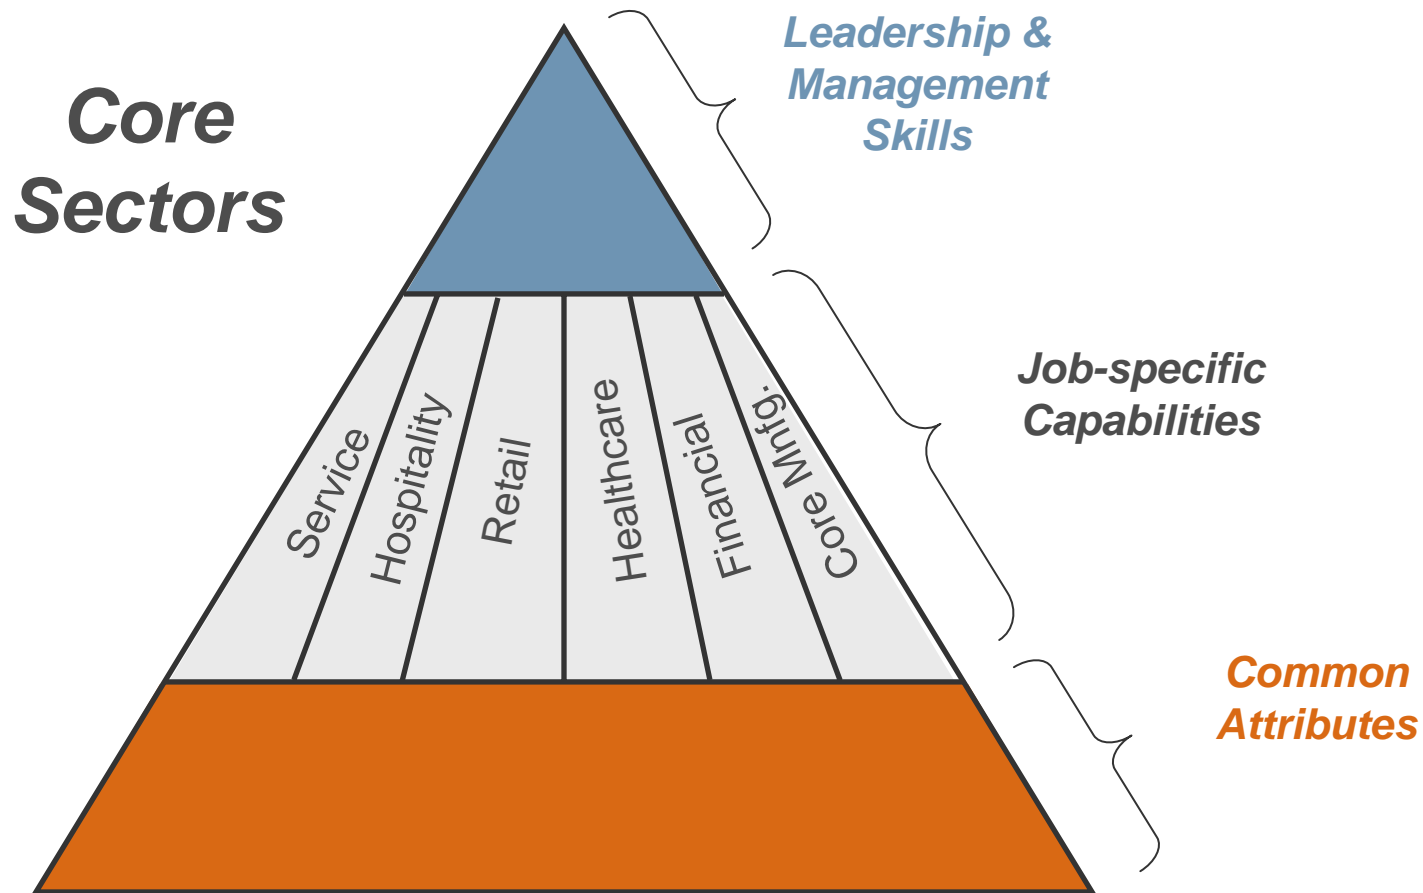 Core
Sectors
Leadership &
Management
Skills
Service
Hospitality
Retail
Healthcare
Financial
Core Mnfg.
Job-specific
Capabilities
Common
Attributes